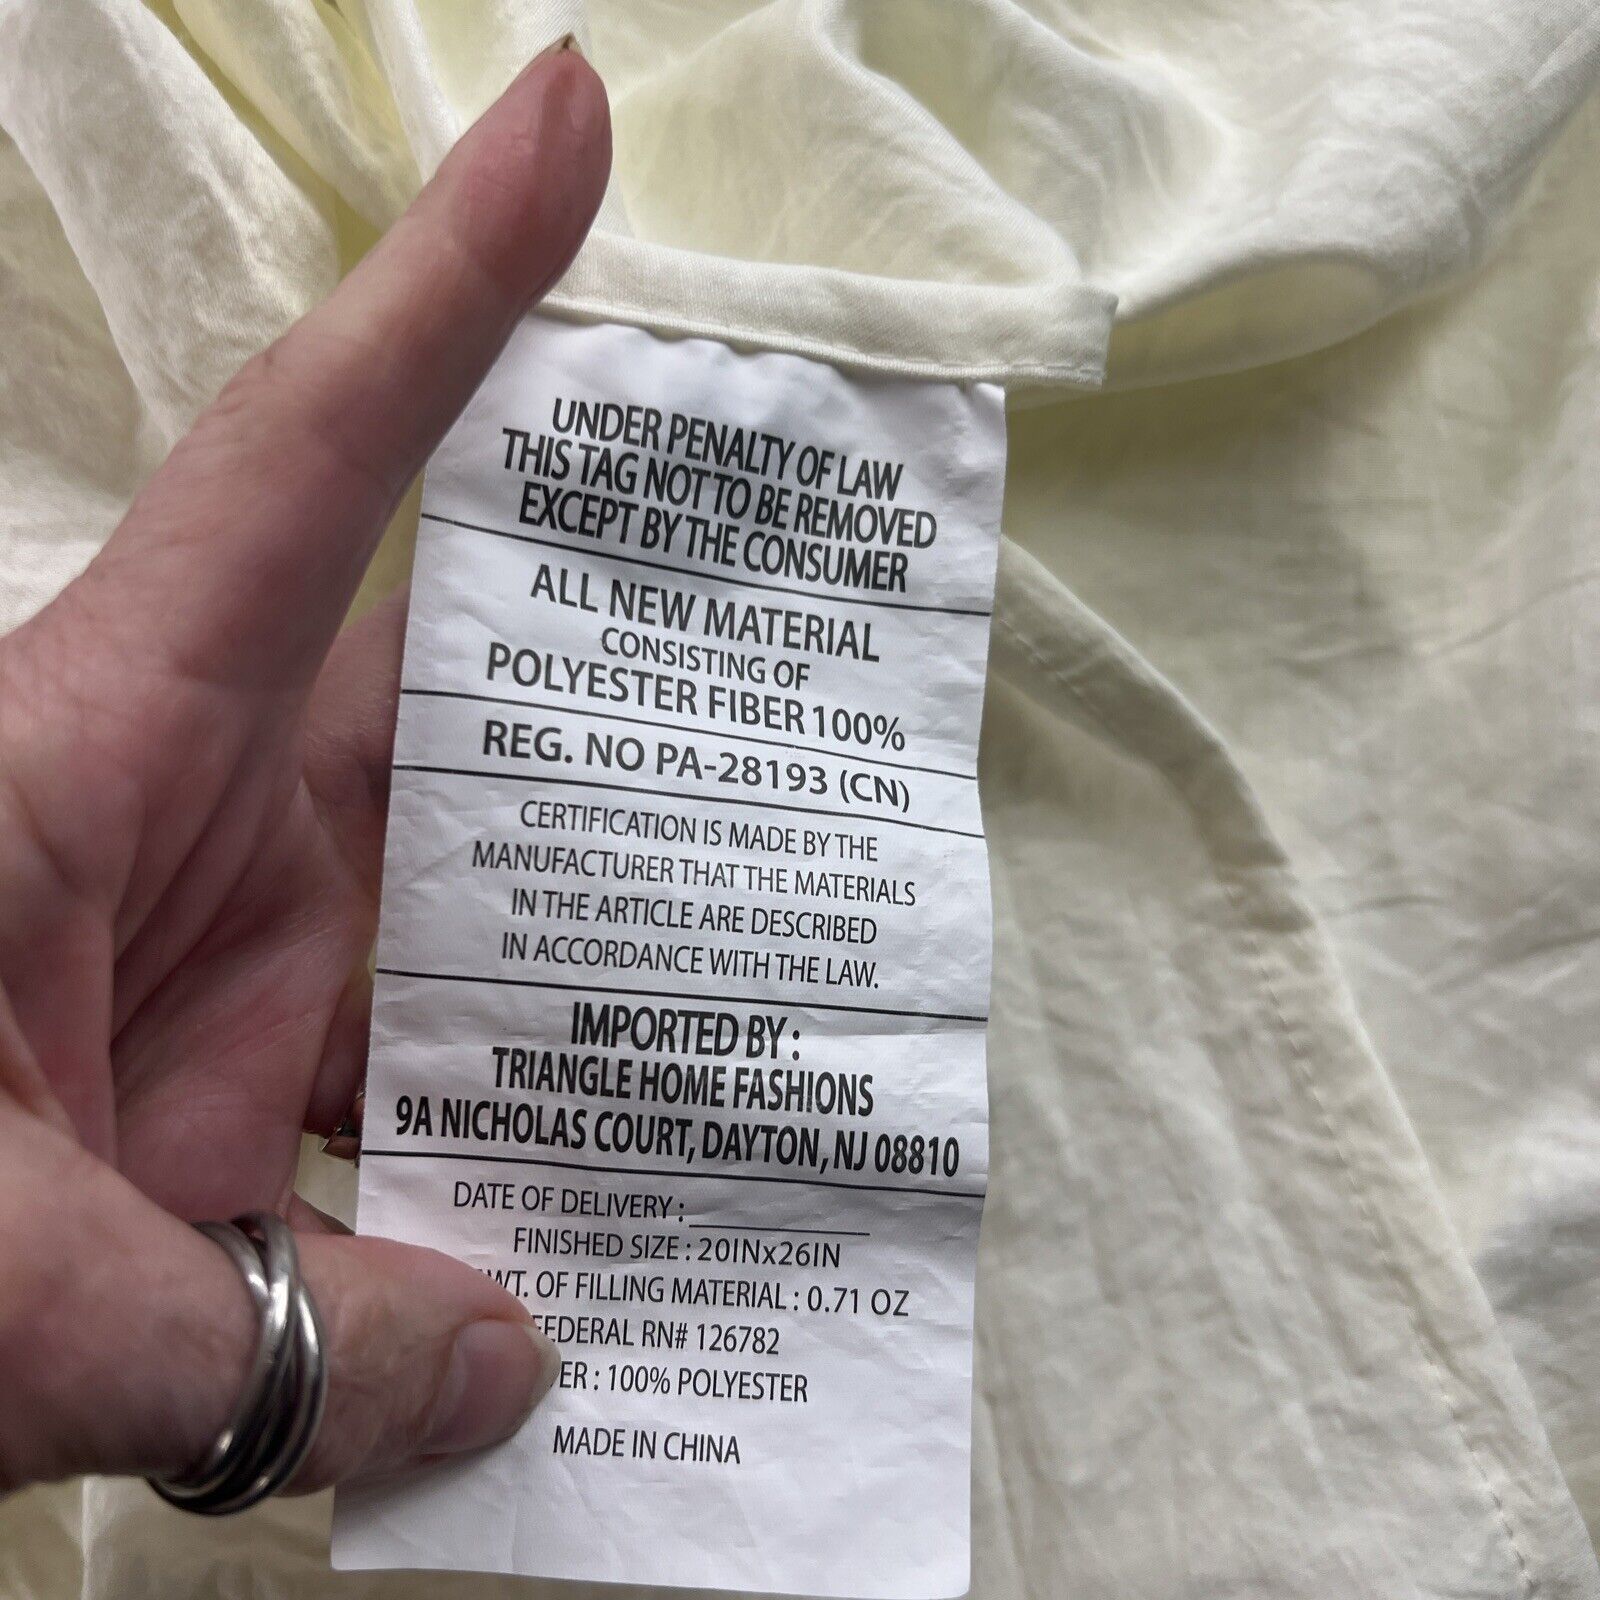 UNDER PENALTY OF LAW
THIS TAG NOT TO BE REMOVED
EXCEPT BY THE CONSUMER
ALL NEW MATERIAL
CONSISTING OF
POLYESTER FIBER 100%
REG. NO PA-28193 (CN)
CERTIFICATION IS MADE BY THE
MANUFACTURER THAT THE MATERIALS
IN THE ARTICLE ARE DESCRIBED
IN ACCORDANCE WITH THE LAW.
IMPORTED BY :
TRIANGLE HOME FASHIONS
9A NICHOLAS COURT, DAYTON, NJ 08810
DATE OF DELIVERY :
FINISHED SIZE : 20INx26IN
WT. OF FILLING MATERIAL : 0.71 OZ
FEDERAL RN# 126782
: 100% POLYESTER
MADE IN CHINA